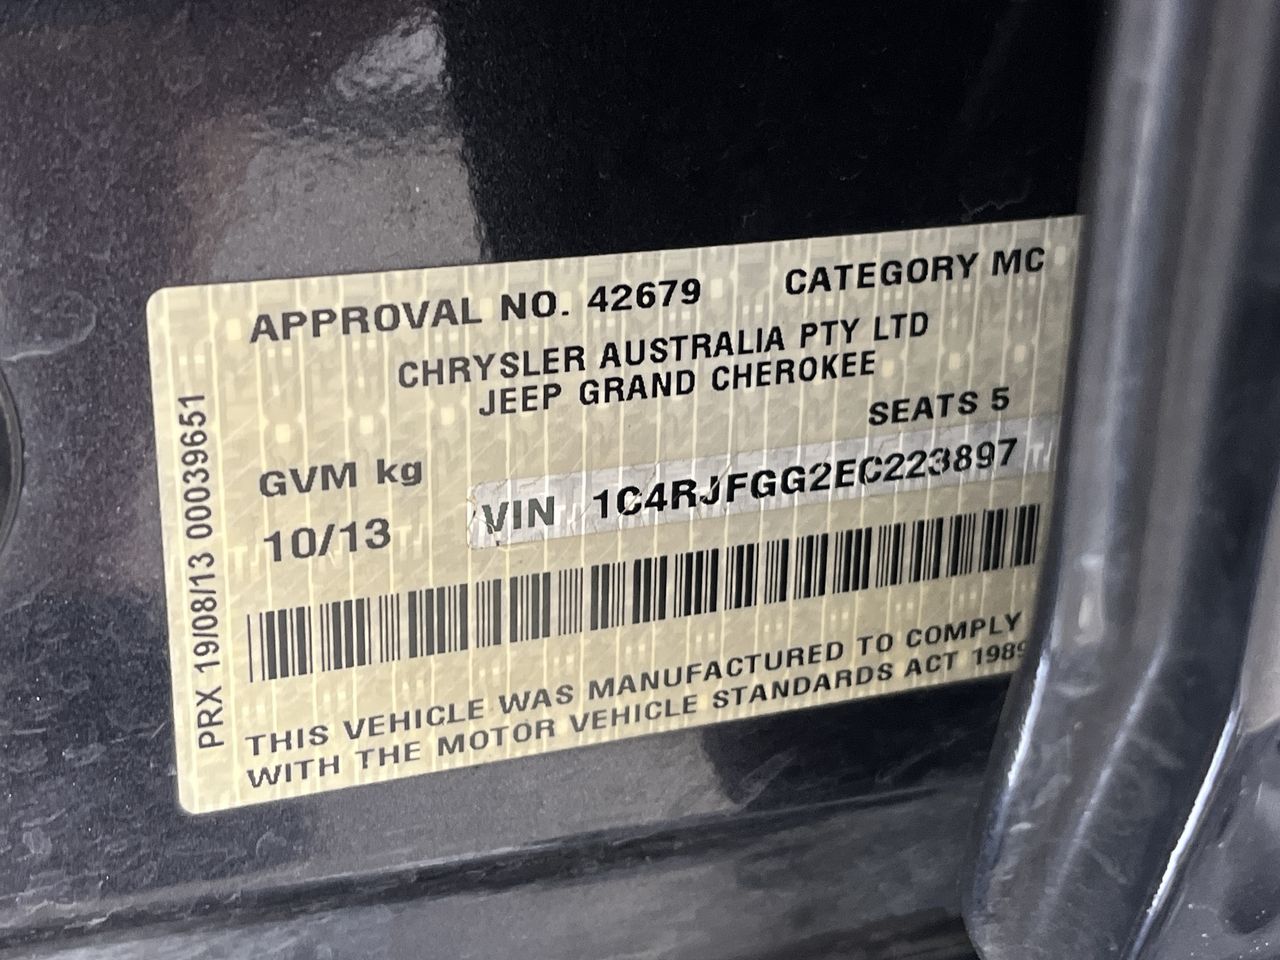 APPROVAL NO. 42679 CATEGORY MC
CHRYSLER AUSTRALIA PTY LTD
JEEP GRAND CHEROKEE
SEATS 5
GVM kg
VIN 1C4RJFGG2EC223897
10/13
THIS VEHICLE WAS MANUFACTURED TO COMPLY
WITH THE MOTOR VEHICLE STANDARDS ACT 1989
PRX 19/08/13 00039651